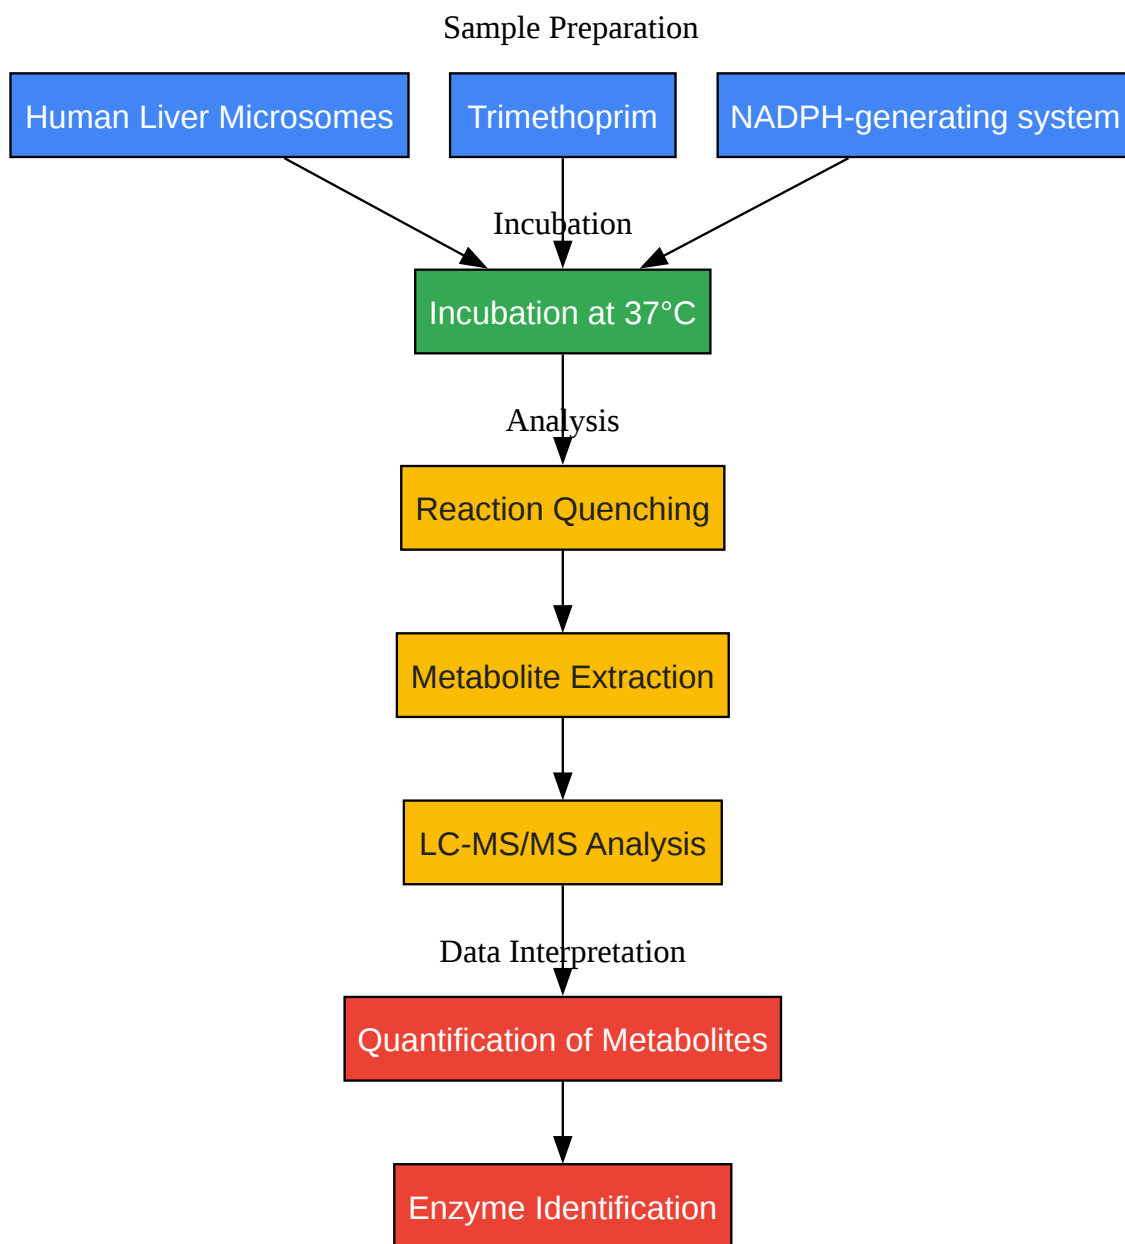 Sample Preparation
Human Liver Microsomes
Trimethoprim
NADPH-generating system
Incubation
Incubation at 37°C
Analysis
Reaction Quenching
Metabolite Extraction
LC-MS/MS Analysis
Data Interpretation
Quantification of Metabolites
Enzyme Identification